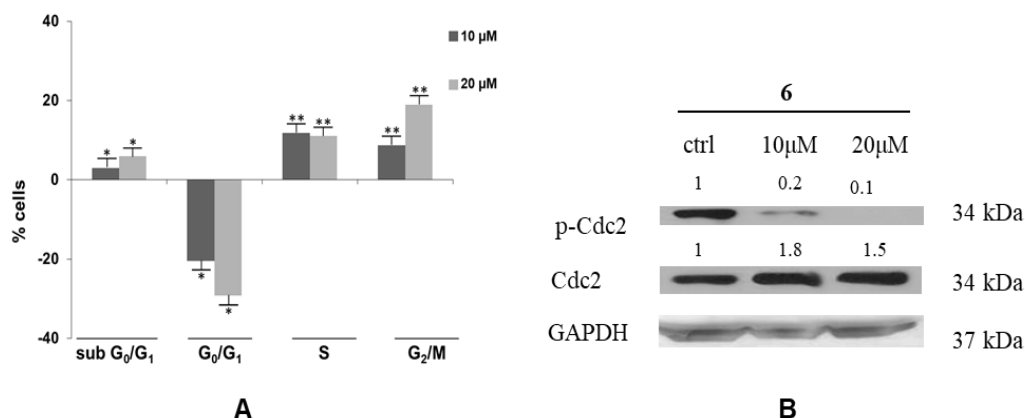 40
20
0
-20
-40
% cells
10 µM
20 µM
* *
* *
** **
** **
sub G₀/G₁ G₀/G₁ S G₂/M
A
6
ctrl 10µM 20µM
1 0.2 0.1
p-Cdc2 34 kDa
1 1.8 1.5
Cdc2 34 kDa
GAPDH 37 kDa
B